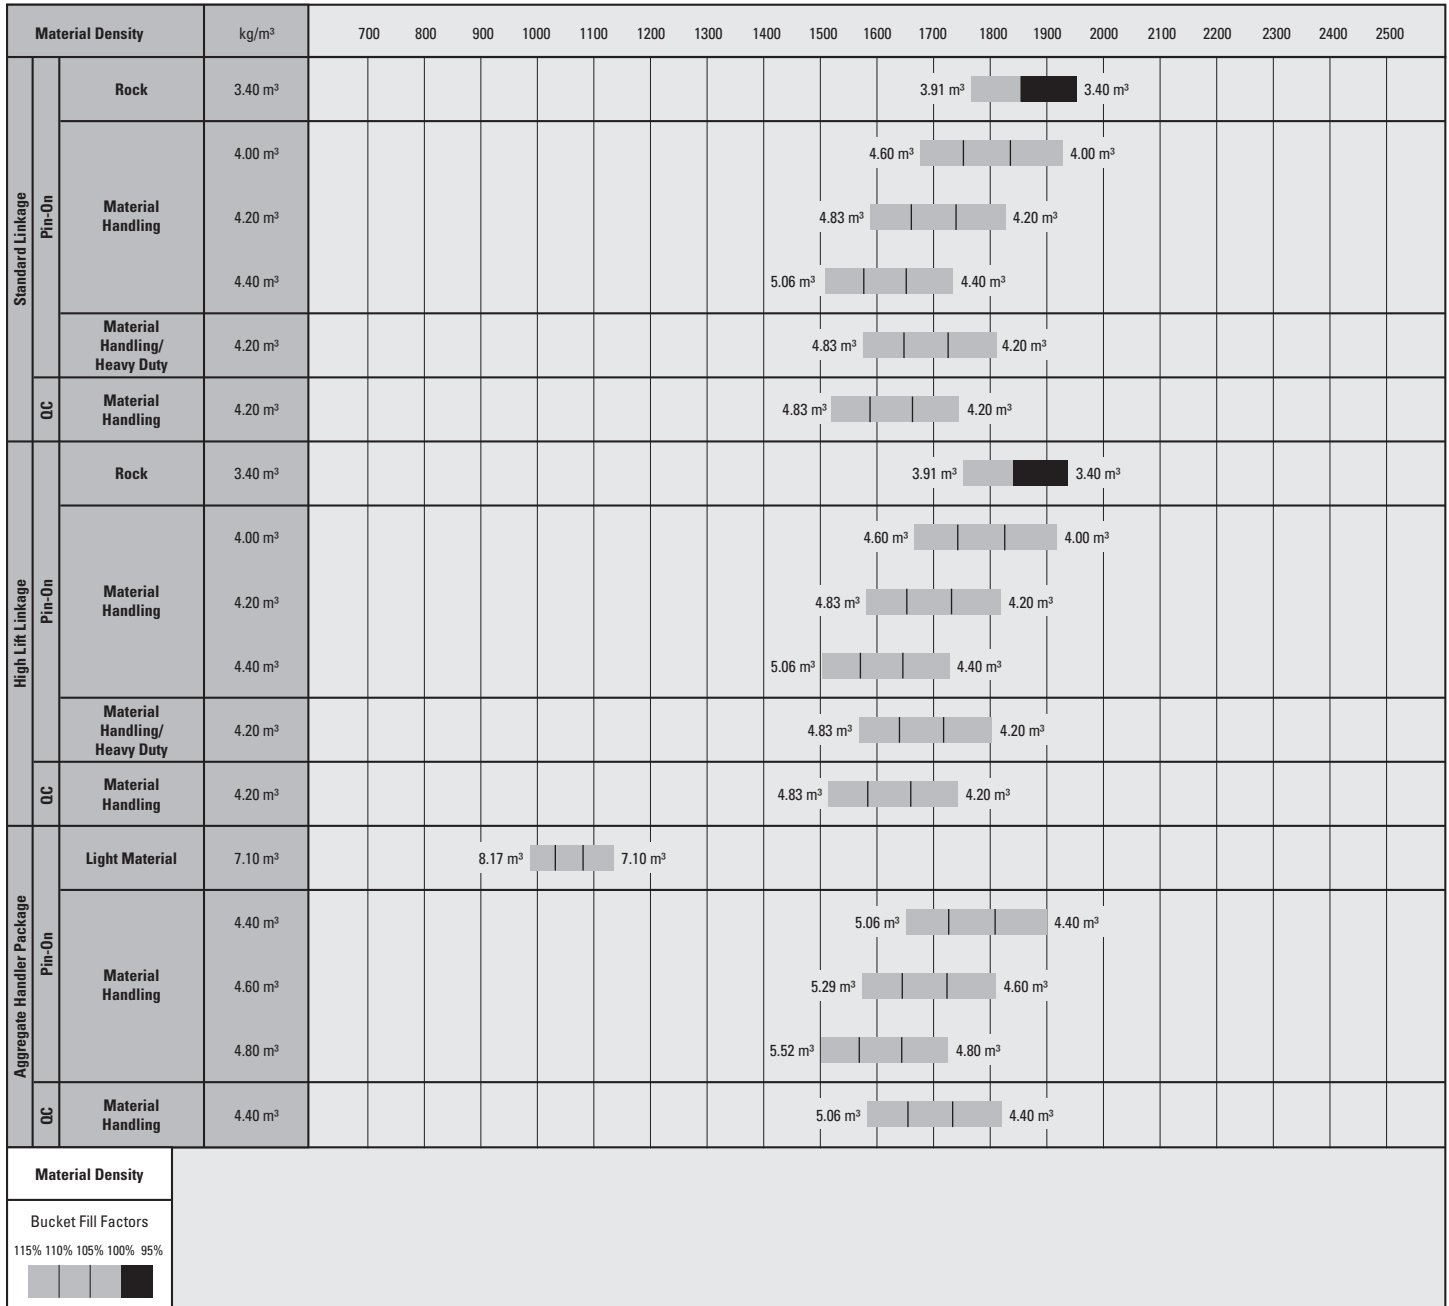 Material Density kg/m³ 700 800 900 1000 1100 1200 1300 1400 1500 1600 1700 1800 1900 2000 2100 2200 2300 2400 2500
Standard Linkage
Pin-On
Rock 3.40 m³ 3.91 m³ 3.40 m³
Material
Handling
4.00 m³ 4.60 m³ 4.00 m³
4.20 m³ 4.83 m³ 4.20 m³
4.40 m³ 5.06 m³ 4.40 m³
Material
Handling/
Heavy Duty
4.20 m³ 4.83 m³ 4.20 m³
QC
Material
Handling
4.20 m³ 4.83 m³ 4.20 m³
High Lift Linkage
Pin-On
Rock 3.40 m³ 3.91 m³ 3.40 m³
Material
Handling
4.00 m³ 4.60 m³ 4.00 m³
4.20 m³ 4.83 m³ 4.20 m³
4.40 m³ 5.06 m³ 4.40 m³
Material
Handling/
Heavy Duty
4.20 m³ 4.83 m³ 4.20 m³
QC
Material
Handling
4.20 m³ 4.83 m³ 4.20 m³
Aggregate Handler Package
Pin-On
Light Material 7.10 m³ 8.17 m³ 7.10 m³
Material
Handling
4.40 m³ 5.06 m³ 4.40 m³
4.60 m³ 5.29 m³ 4.60 m³
4.80 m³ 5.52 m³ 4.80 m³
QC
Material
Handling
4.40 m³ 5.06 m³ 4.40 m³
Material Density
Bucket Fill Factors
115% 110% 105% 100% 95%